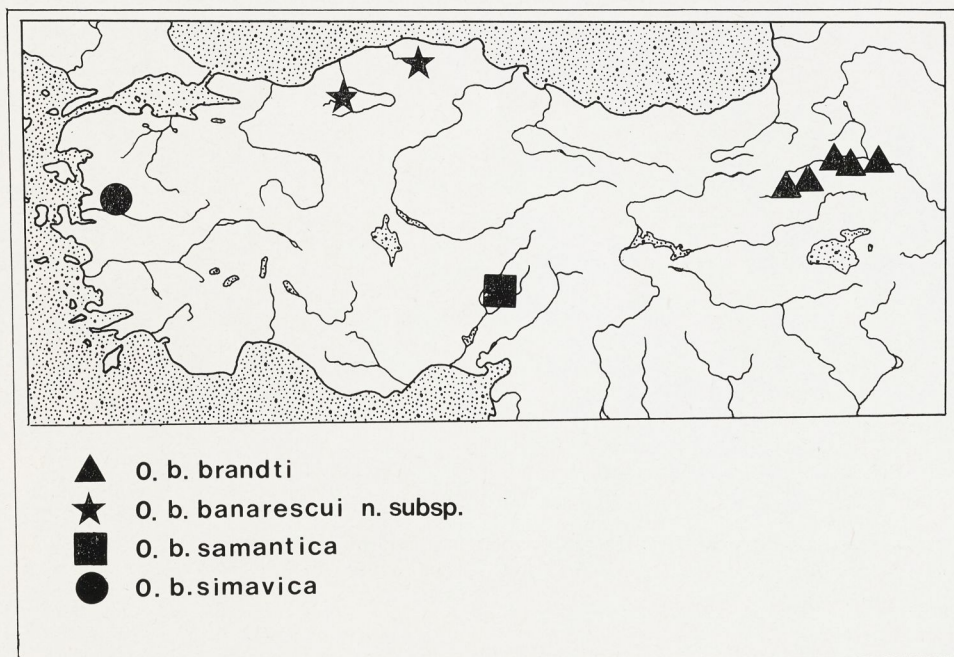 O. b. brandti
O. b. banarescui n. subsp.
O. b. samantica
O. b. simavica